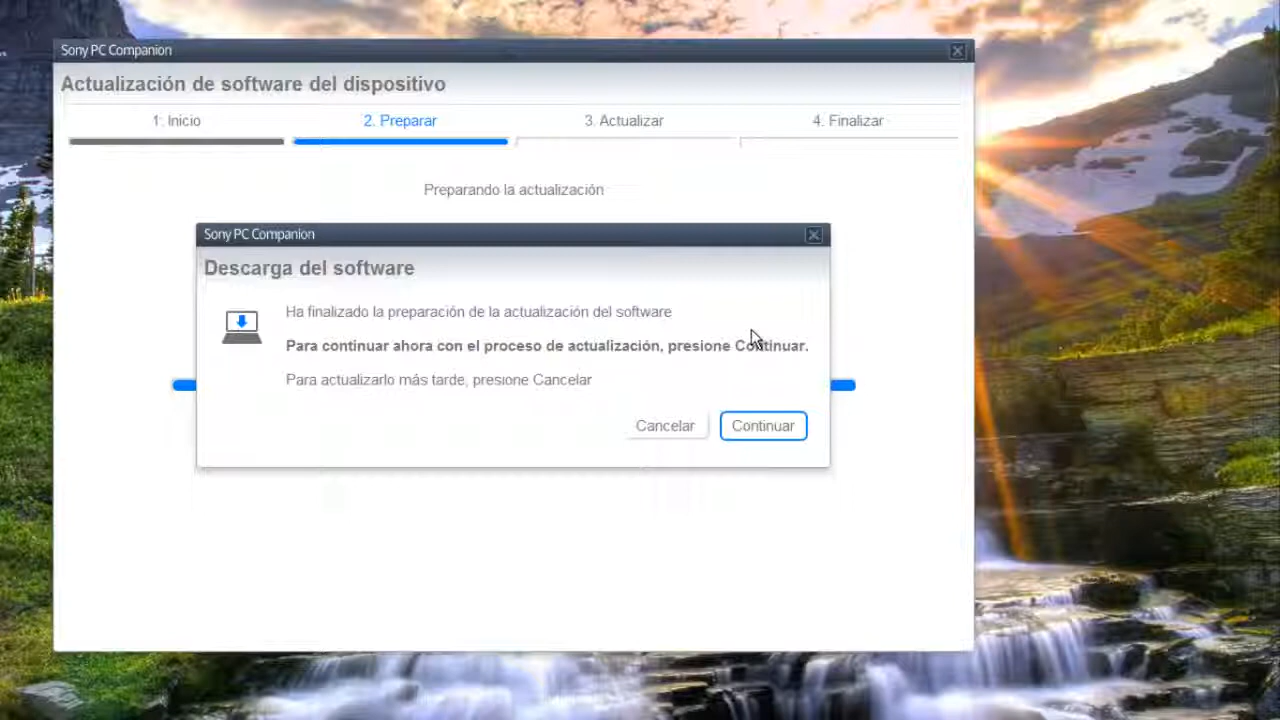 Sony PC Companion
Actualización de software del dispositivo
1. Inicio
2. Preparar
3. Actualizar
4. Finalizar
Preparando la actualización
Sony PC Companion
Descarga del software
Ha finalizado la preparación de la actualización del software
Para continuar ahora con el proceso de actualización, presione Continuar.
Para actualizarlo más tarde, presione Cancelar
Cancelar
Continuar